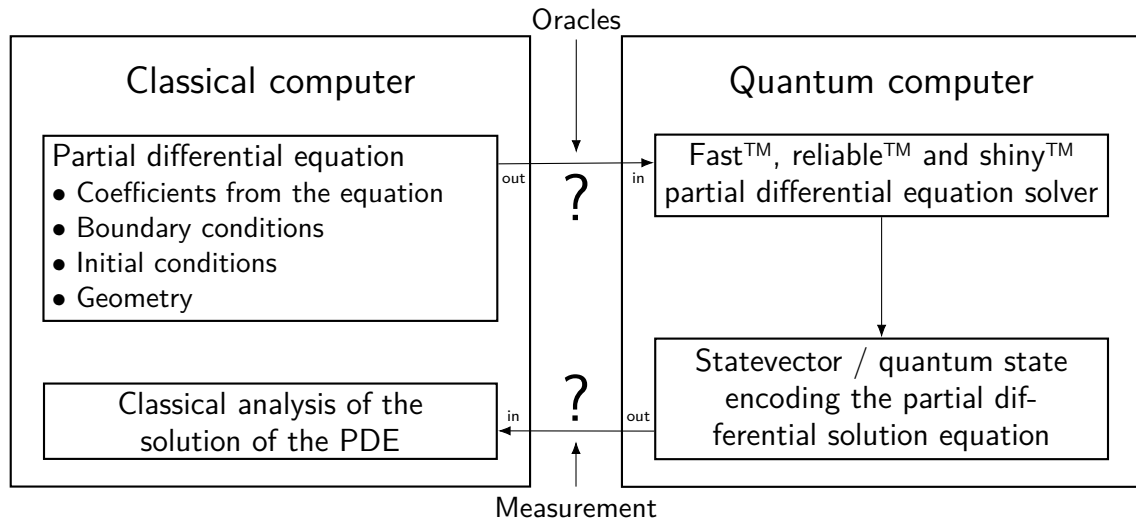 Oracles
Classical computer
Quantum computer
Partial differential equation
• Coefficients from the equation
• Boundary conditions
• Initial conditions
• Geometry
out
?
in
Fast™, reliable™ and shiny™
partial differential equation solver
Statevector / quantum state
encoding the partial dif-
ferential solution equation
out
?
in
Classical analysis of the
solution of the PDE
Measurement